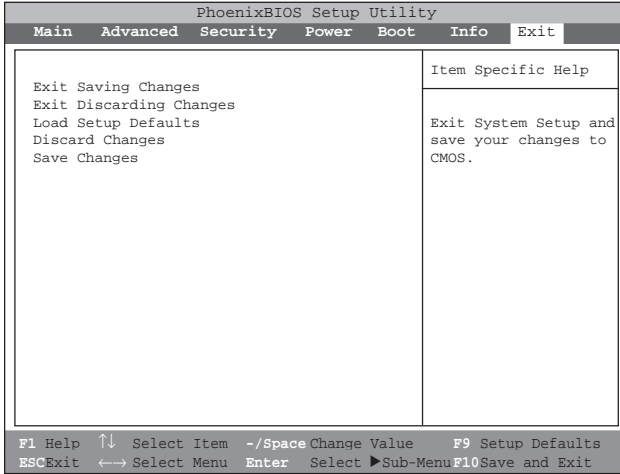 PhoenixBIOS Setup Utility
Main Advanced Security Power Boot Info Exit
Item Specific Help
Exit Saving Changes
Exit Discarding Changes
Load Setup Defaults
Discard Changes
Save Changes
Exit System Setup and
save your changes to
CMOS.
F1 Help ↑↓ Select Item -/Space Change Value F9 Setup Defaults
ESC Exit ←→ Select Menu Enter Select ▶Sub-Menu F10 Save and Exit